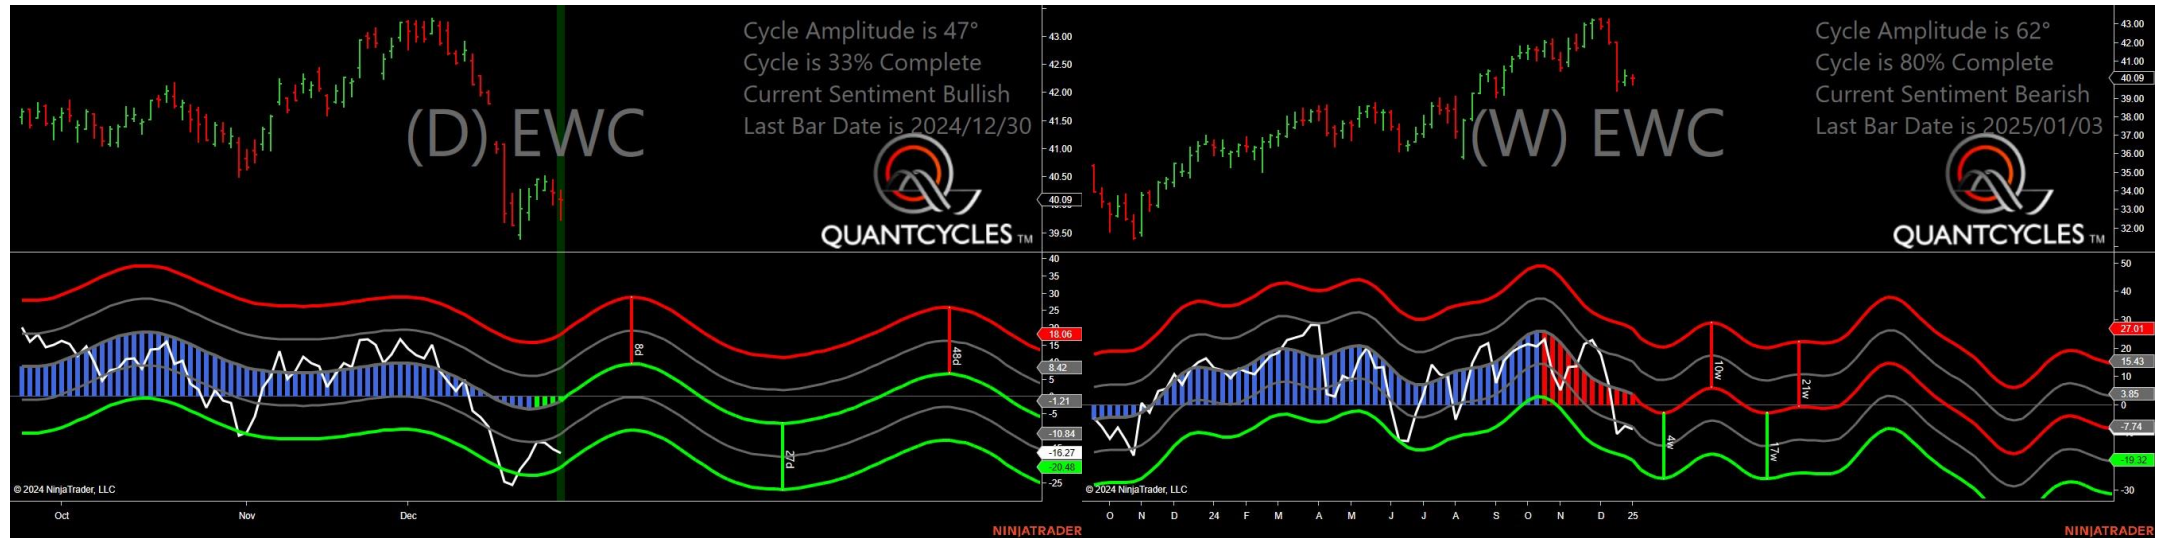 Cycle Amplitude is 47°
Cycle is 33% Complete
Current Sentiment Bullish
Last Bar Date is 2024/12/30
(D) EWC
QUANTCYCLES TM
43.00
42.50
42.00
41.50
41.00
40.50
40.09
39.50
40
35
30
25
18.06
15
8.42
5
-1.21
-5
-10.84
-16.27
-20.48
-25
8d
27d
48d
© 2024 NinjaTrader, LLC
Oct Nov Dec
NINJATRADER
Cycle Amplitude is 62°
Cycle is 80% Complete
Current Sentiment Bearish
Last Bar Date is 2025/01/03
(W) EWC
QUANTCYCLES TM
43.00
42.00
41.00
40.09
39.00
38.00
37.00
36.00
35.00
34.00
33.00
32.00
50
40
30
27.01
20
15.43
10
3.85
0
-7.74
-19.32
-30
4w
10w
17w
21w
© 2024 NinjaTrader, LLC
O N D 24 F M A M J J A S O N D 25
NINJATRADER